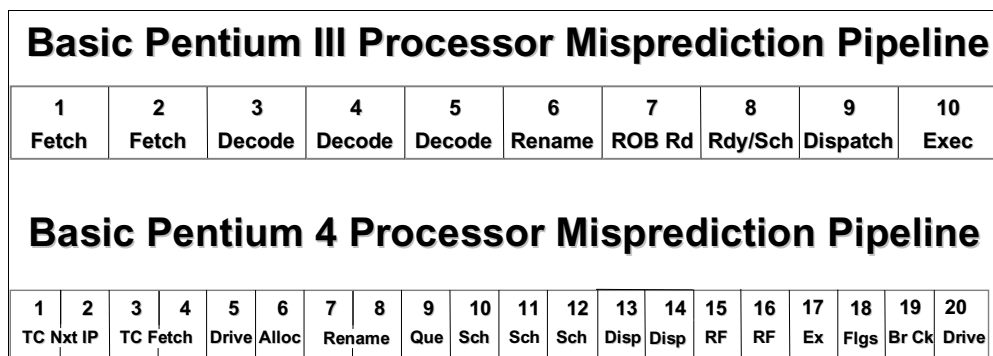 Basic Pentium III Processor Misprediction Pipeline
1 2 3 4 5 6 7 8 9 10
Fetch Fetch Decode Decode Decode Rename ROB Rd Rdy/Sch Dispatch Exec
Basic Pentium 4 Processor Misprediction Pipeline
1 2 3 4 5 6 7 8 9 10 11 12 13 14 15 16 17 18 19 20
TC Nxt IP TC Fetch Drive Alloc Rename Que Sch Sch Sch Disp Disp RF RF Ex Flgs Br Ck Drive